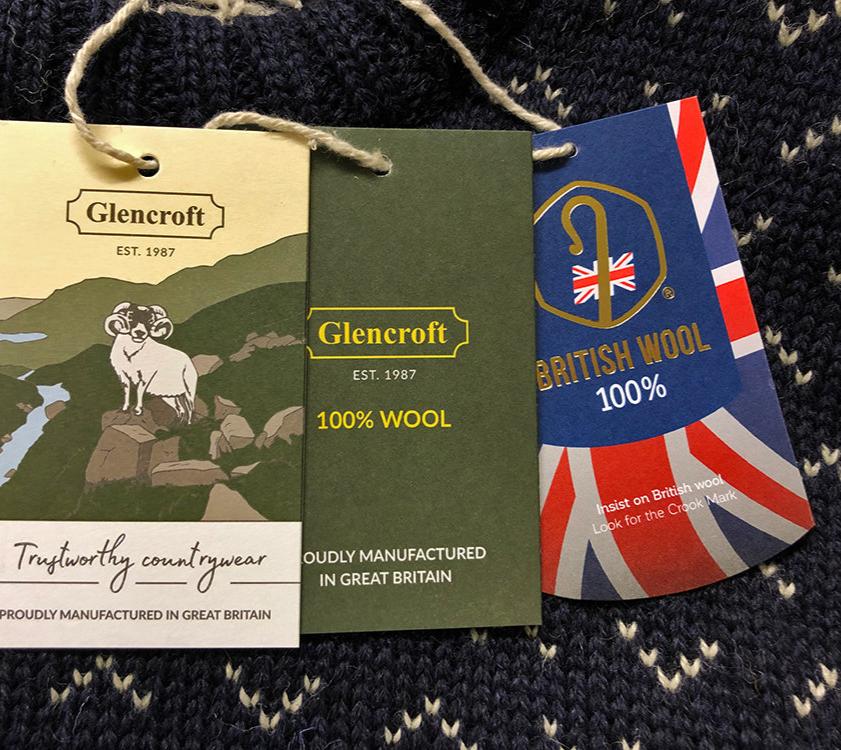 Glencroft
EST. 1987
Trustworthy countrywear
PROUDLY MANUFACTURED IN GREAT BRITAIN
Glencroft
EST. 1987
100% WOOL
OUDLY MANUFACTURED
IN GREAT BRITAIN
®
BRITISH WOOL
100%
Insist on British wool
Look for the Crook Mark